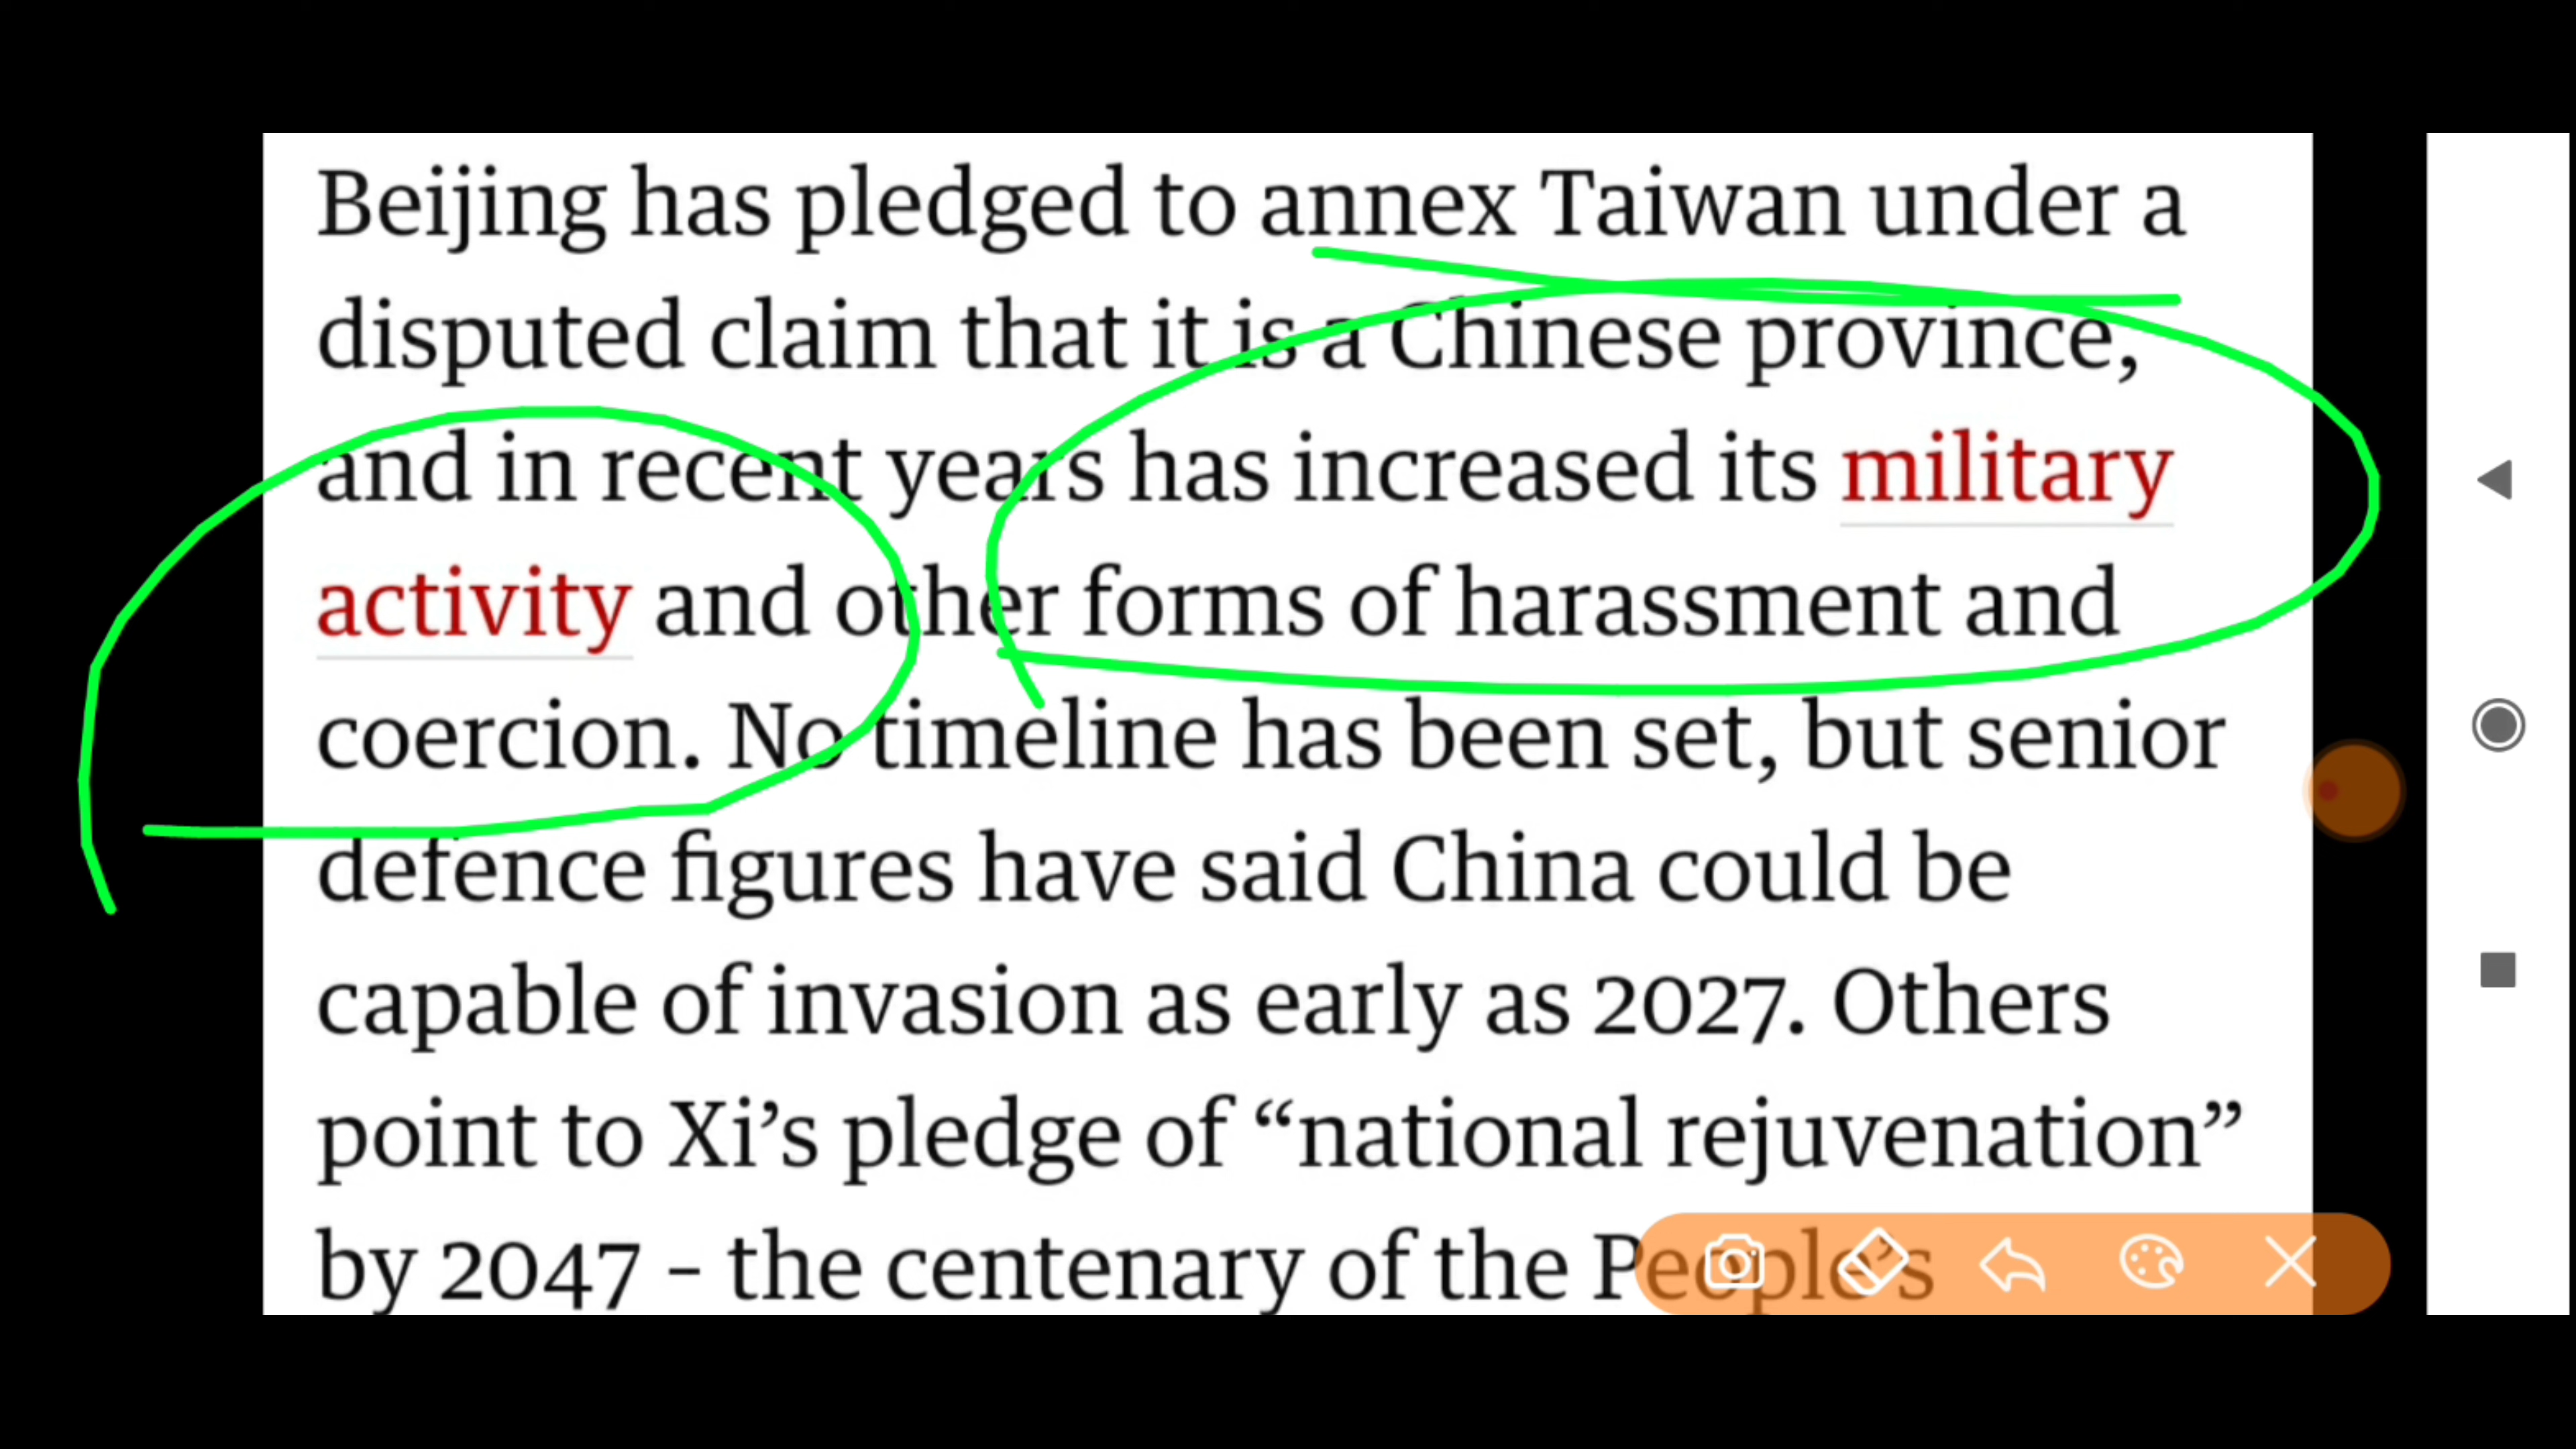 Beijing has pledged to annex Taiwan under a
disputed claim that it is a Chinese province,
and in recent years has increased its military
activity and other forms of harassment and
coercion. No timeline has been set, but senior
defence figures have said China could be
capable of invasion as early as 2027. Others
point to Xi’s pledge of “national rejuvenation”
by 2047 - the centenary of the People’s